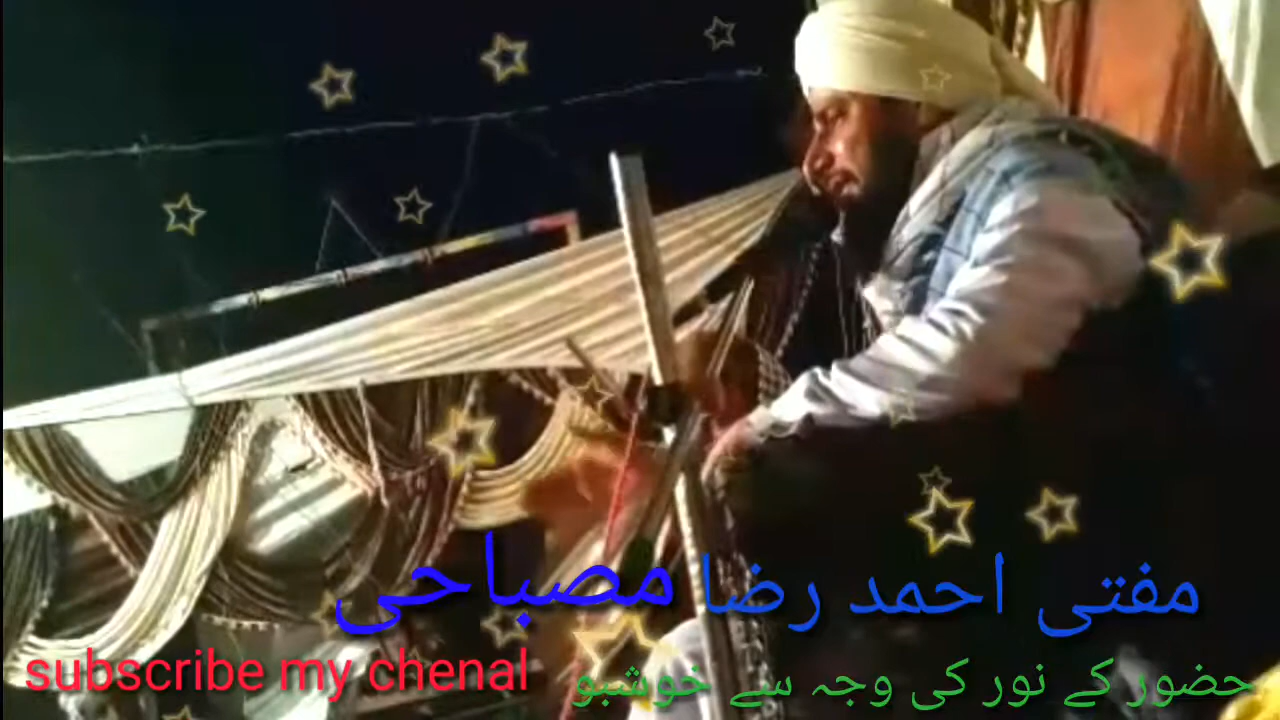 مفتی احمد رضا مصباحی
subscribe my chenal
حضور کے نور کی وجہ سے خوشبو